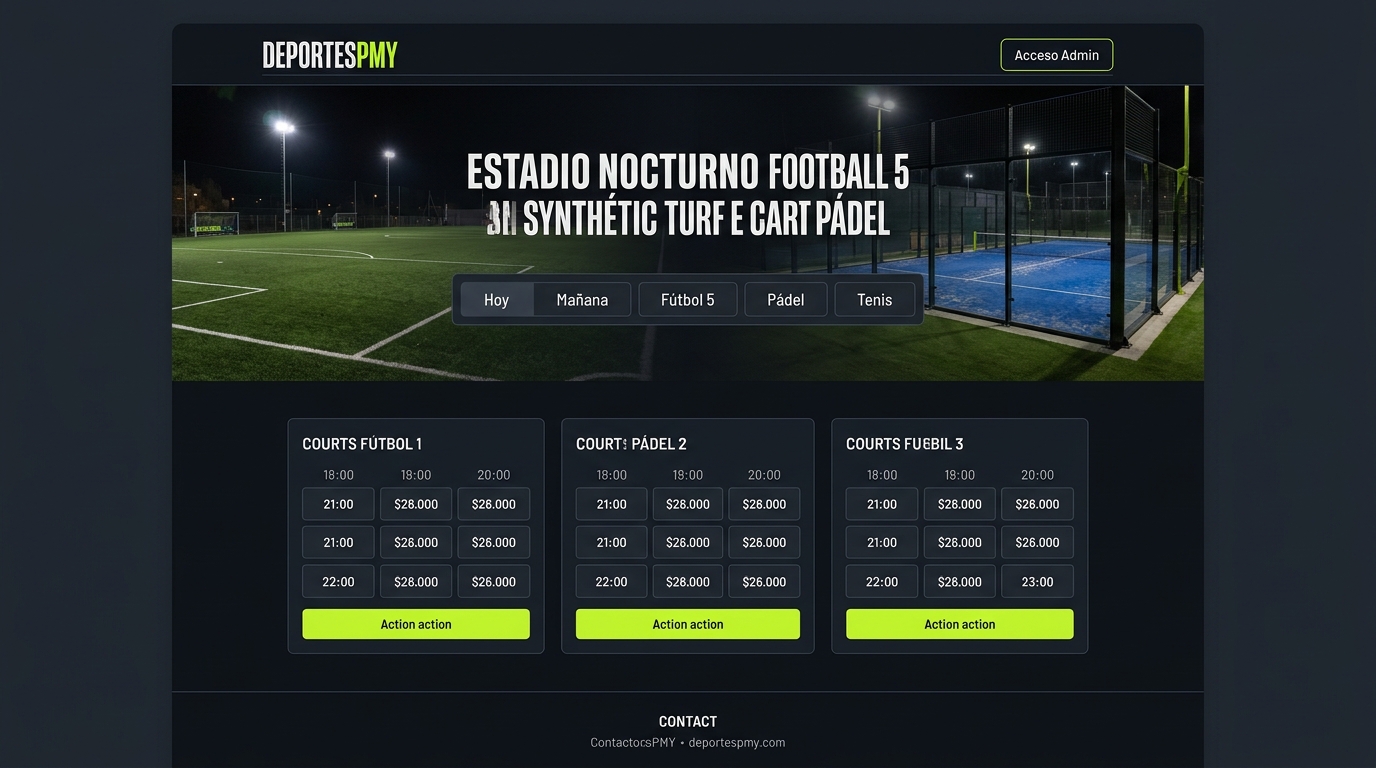 DEPORTESPMY
Acceso Admin
ESTADIO NOCTURNO FOOTBALL 5
SYNTHÉTIC TURF E CART PÁDEL
Hoy Mañana Fútbol 5 Pádel Tenis
COURTS FÚTBOL 1
18:00 19:00 20:00
21:00 $28.000 $26.000
21:00 $26.000 $26.000
22:00 $28.000 $26.000
Action action
PÁDEL 2
18:00 18:00 20:00
21:00 $28.000 $26.000
21:00 $26.000 $26.000
22:00 $28.000 $26.000
Action action
COURTS 3
18:00 19:00 20:00
21:00 $28.000 $26.000
21:00 $26.000 $26.000
22:00 $28.000 23:00
Action action
CONTACT
ContactocsPMY • deportespmy.com